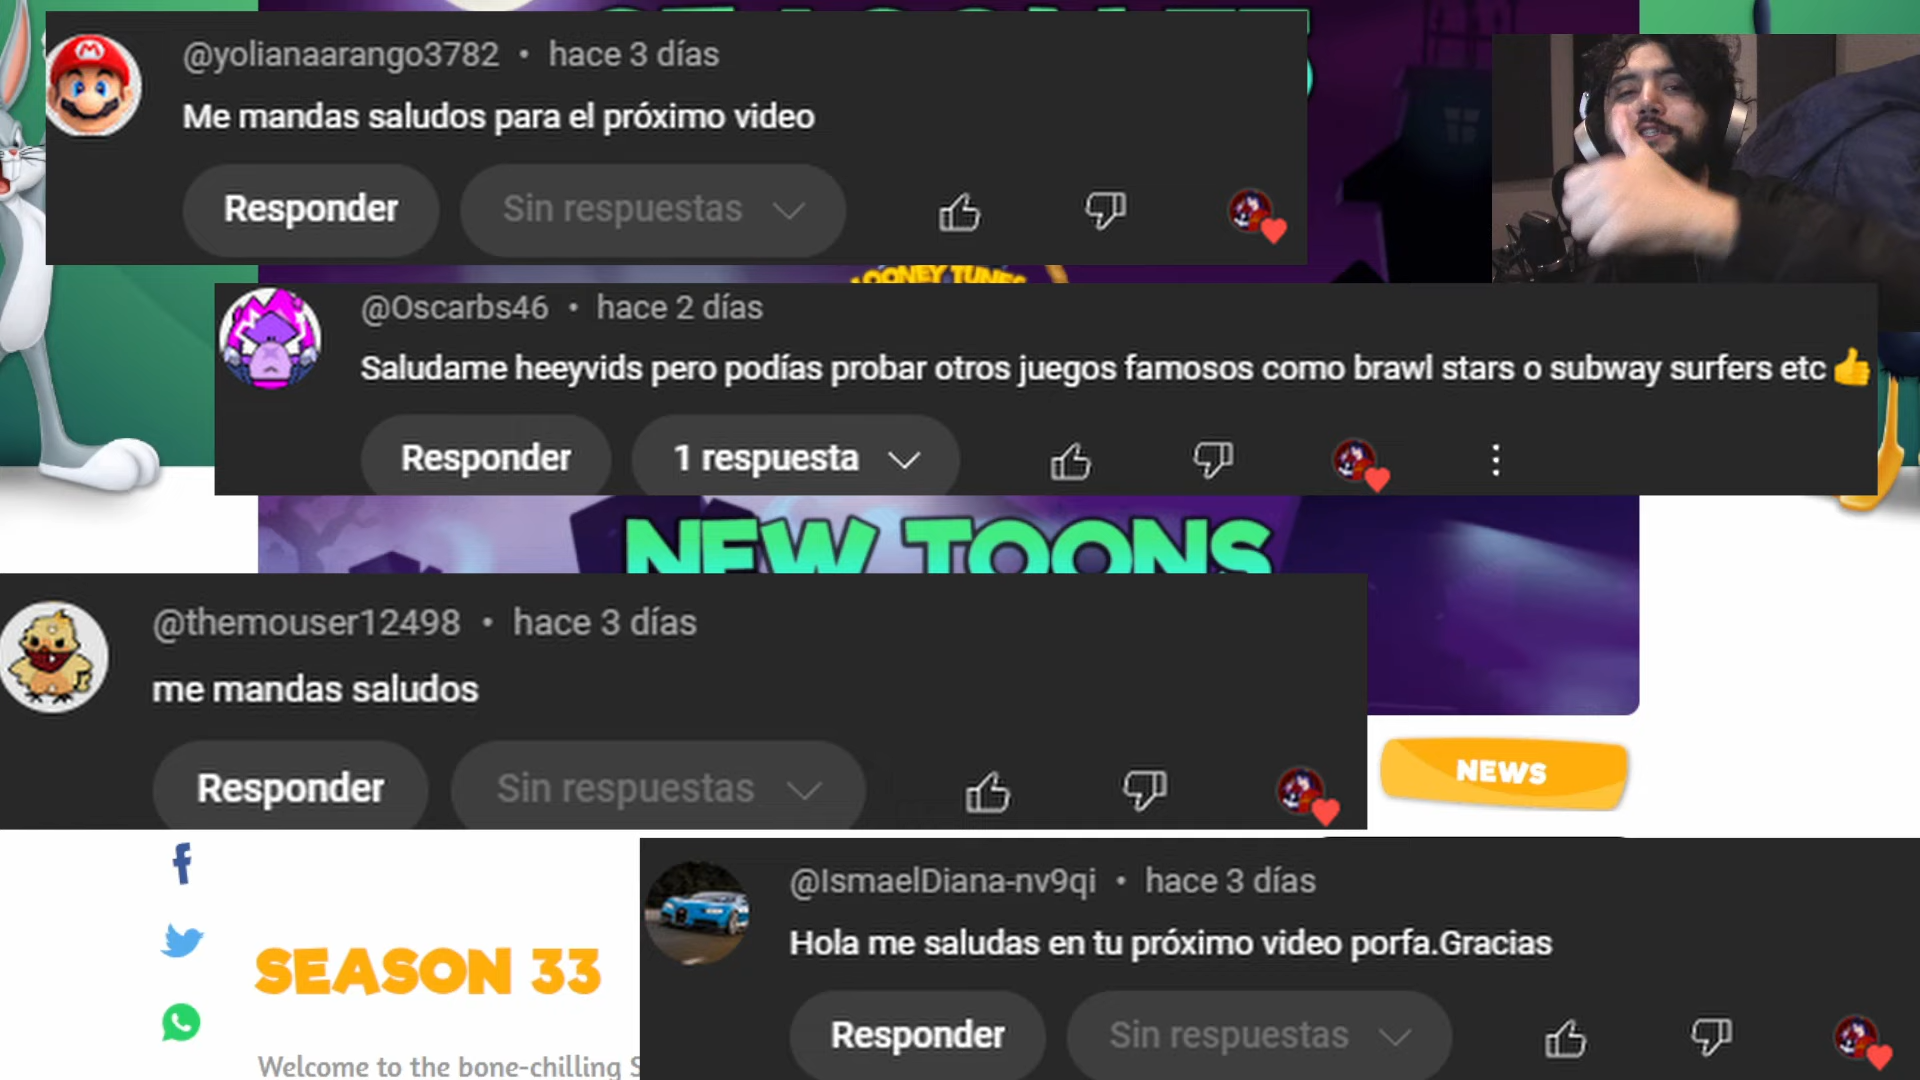 @yolianaarango3782 • hace 3 días
Me mandas saludos para el próximo video
Responder
Sin respuestas
LOONEY TUNES
@Oscarbs46 • hace 2 días
Saludame heeyvids pero podías probar otros juegos famosos como brawl stars o subway surfers etc 👍
Responder
1 respuesta
NEW TOONS
@themouser12498 • hace 3 días
me mandas saludos
Responder
Sin respuestas
NEWS
@IsmaelDiana-nv9qi • hace 3 días
Hola me saludas en tu próximo video porfa.Gracias
Responder
Sin respuestas
SEASON 33
Welcome to the bone-chilling S